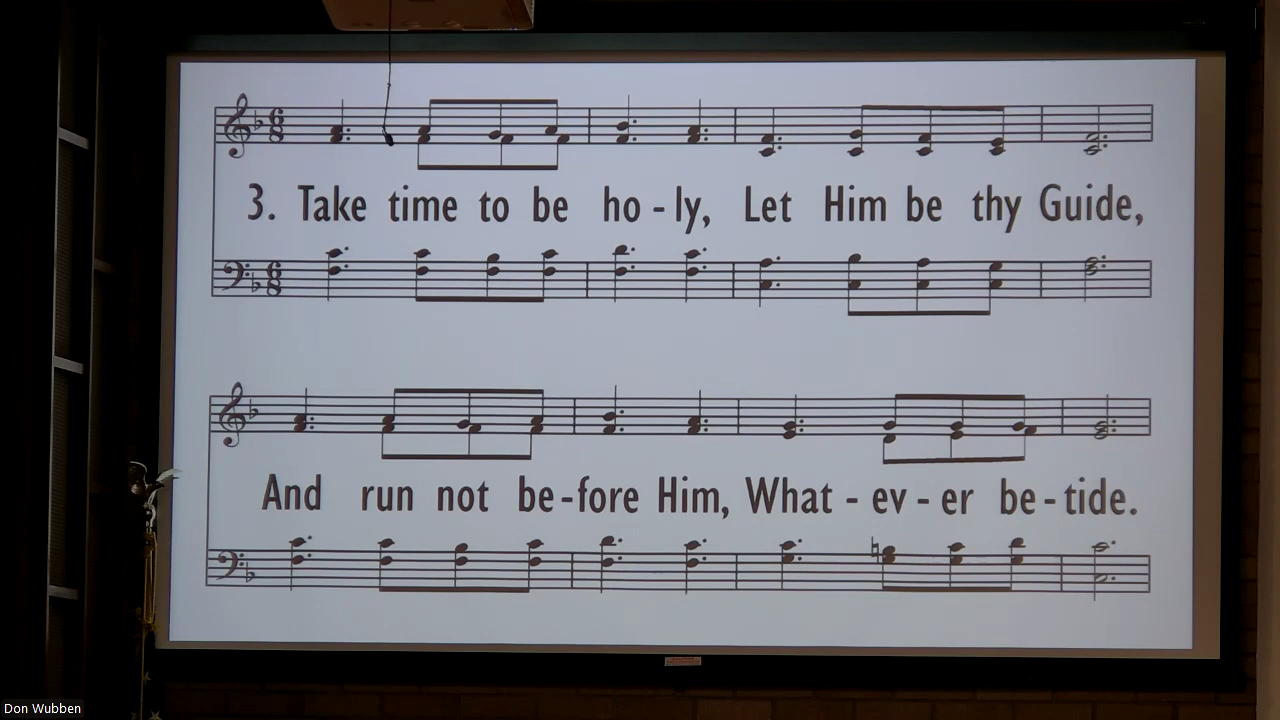 3. Take time to be ho - ly, Let Him be thy Guide,
And run not be - fore Him, What - ev - er be - tide.
Don Wubben